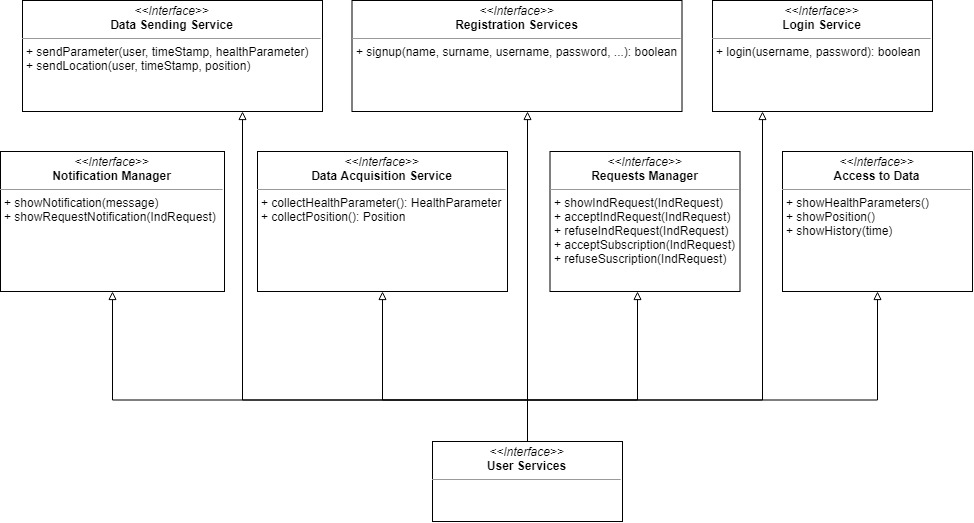 <<Interface>>
Data Sending Service
+ sendParameter(user, timeStamp, healthParameter)
+ sendLocation(user, timeStamp, position)
<<Interface>>
Registration Services
+ signup(name, surname, username, password, ...): boolean
<<Interface>>
Login Service
+ login(username, password): boolean
<<Interface>>
Notification Manager
+ showNotification(message)
+ showRequestNotification(IndRequest)
<<Interface>>
Data Acquisition Service
+ collectHealthParameter(): HealthParameter
+ collectPosition(): Position
<<Interface>>
Requests Manager
+ showIndRequest(IndRequest)
+ acceptIndRequest(IndRequest)
+ refuseIndRequest(IndRequest)
+ acceptSubscription(IndRequest)
+ refuseSuscription(IndRequest)
<<Interface>>
Access to Data
+ showHealthParameters()
+ showPosition()
+ showHistory(time)
<<Interface>>
User Services